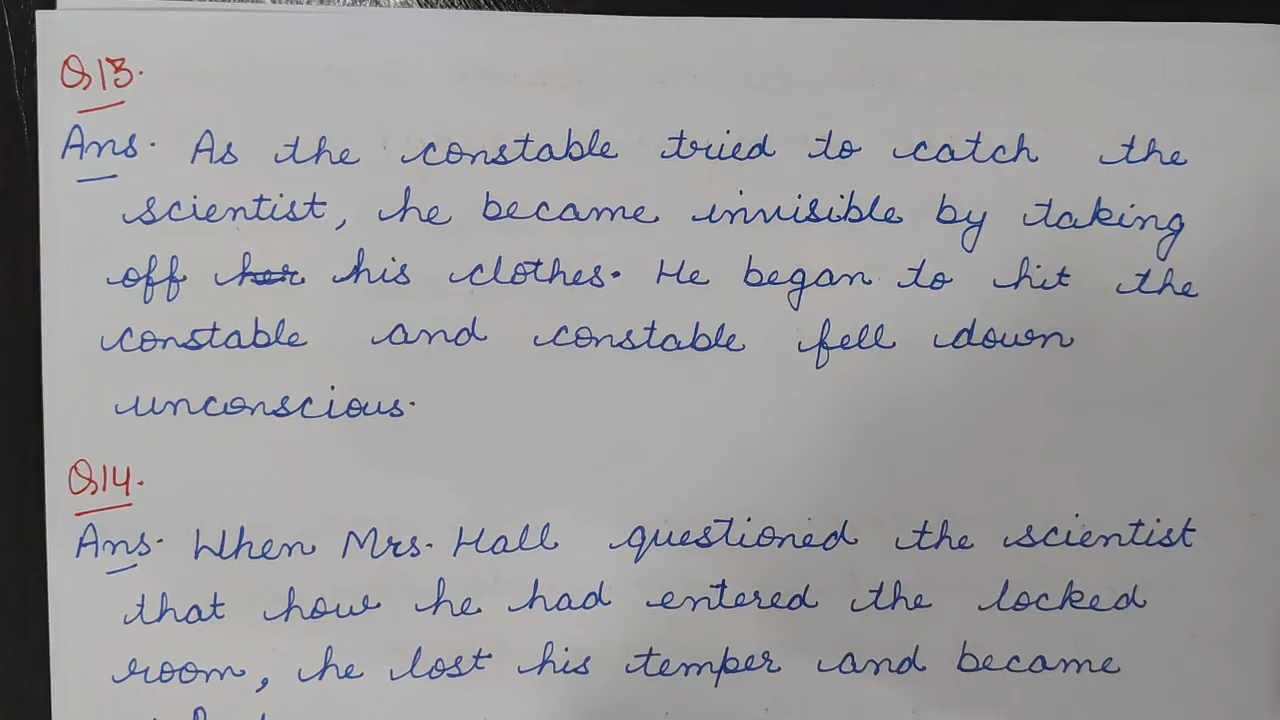 Q13.
Ans. As the constable tried to catch the
scientist, he became invisible by taking
off her his clothes. He began to hit the
constable and constable fell down
unconscious.
Q14.
Ans. When Mrs. Hall questioned the scientist
that how he had entered the locked
room, he lost his temper and became